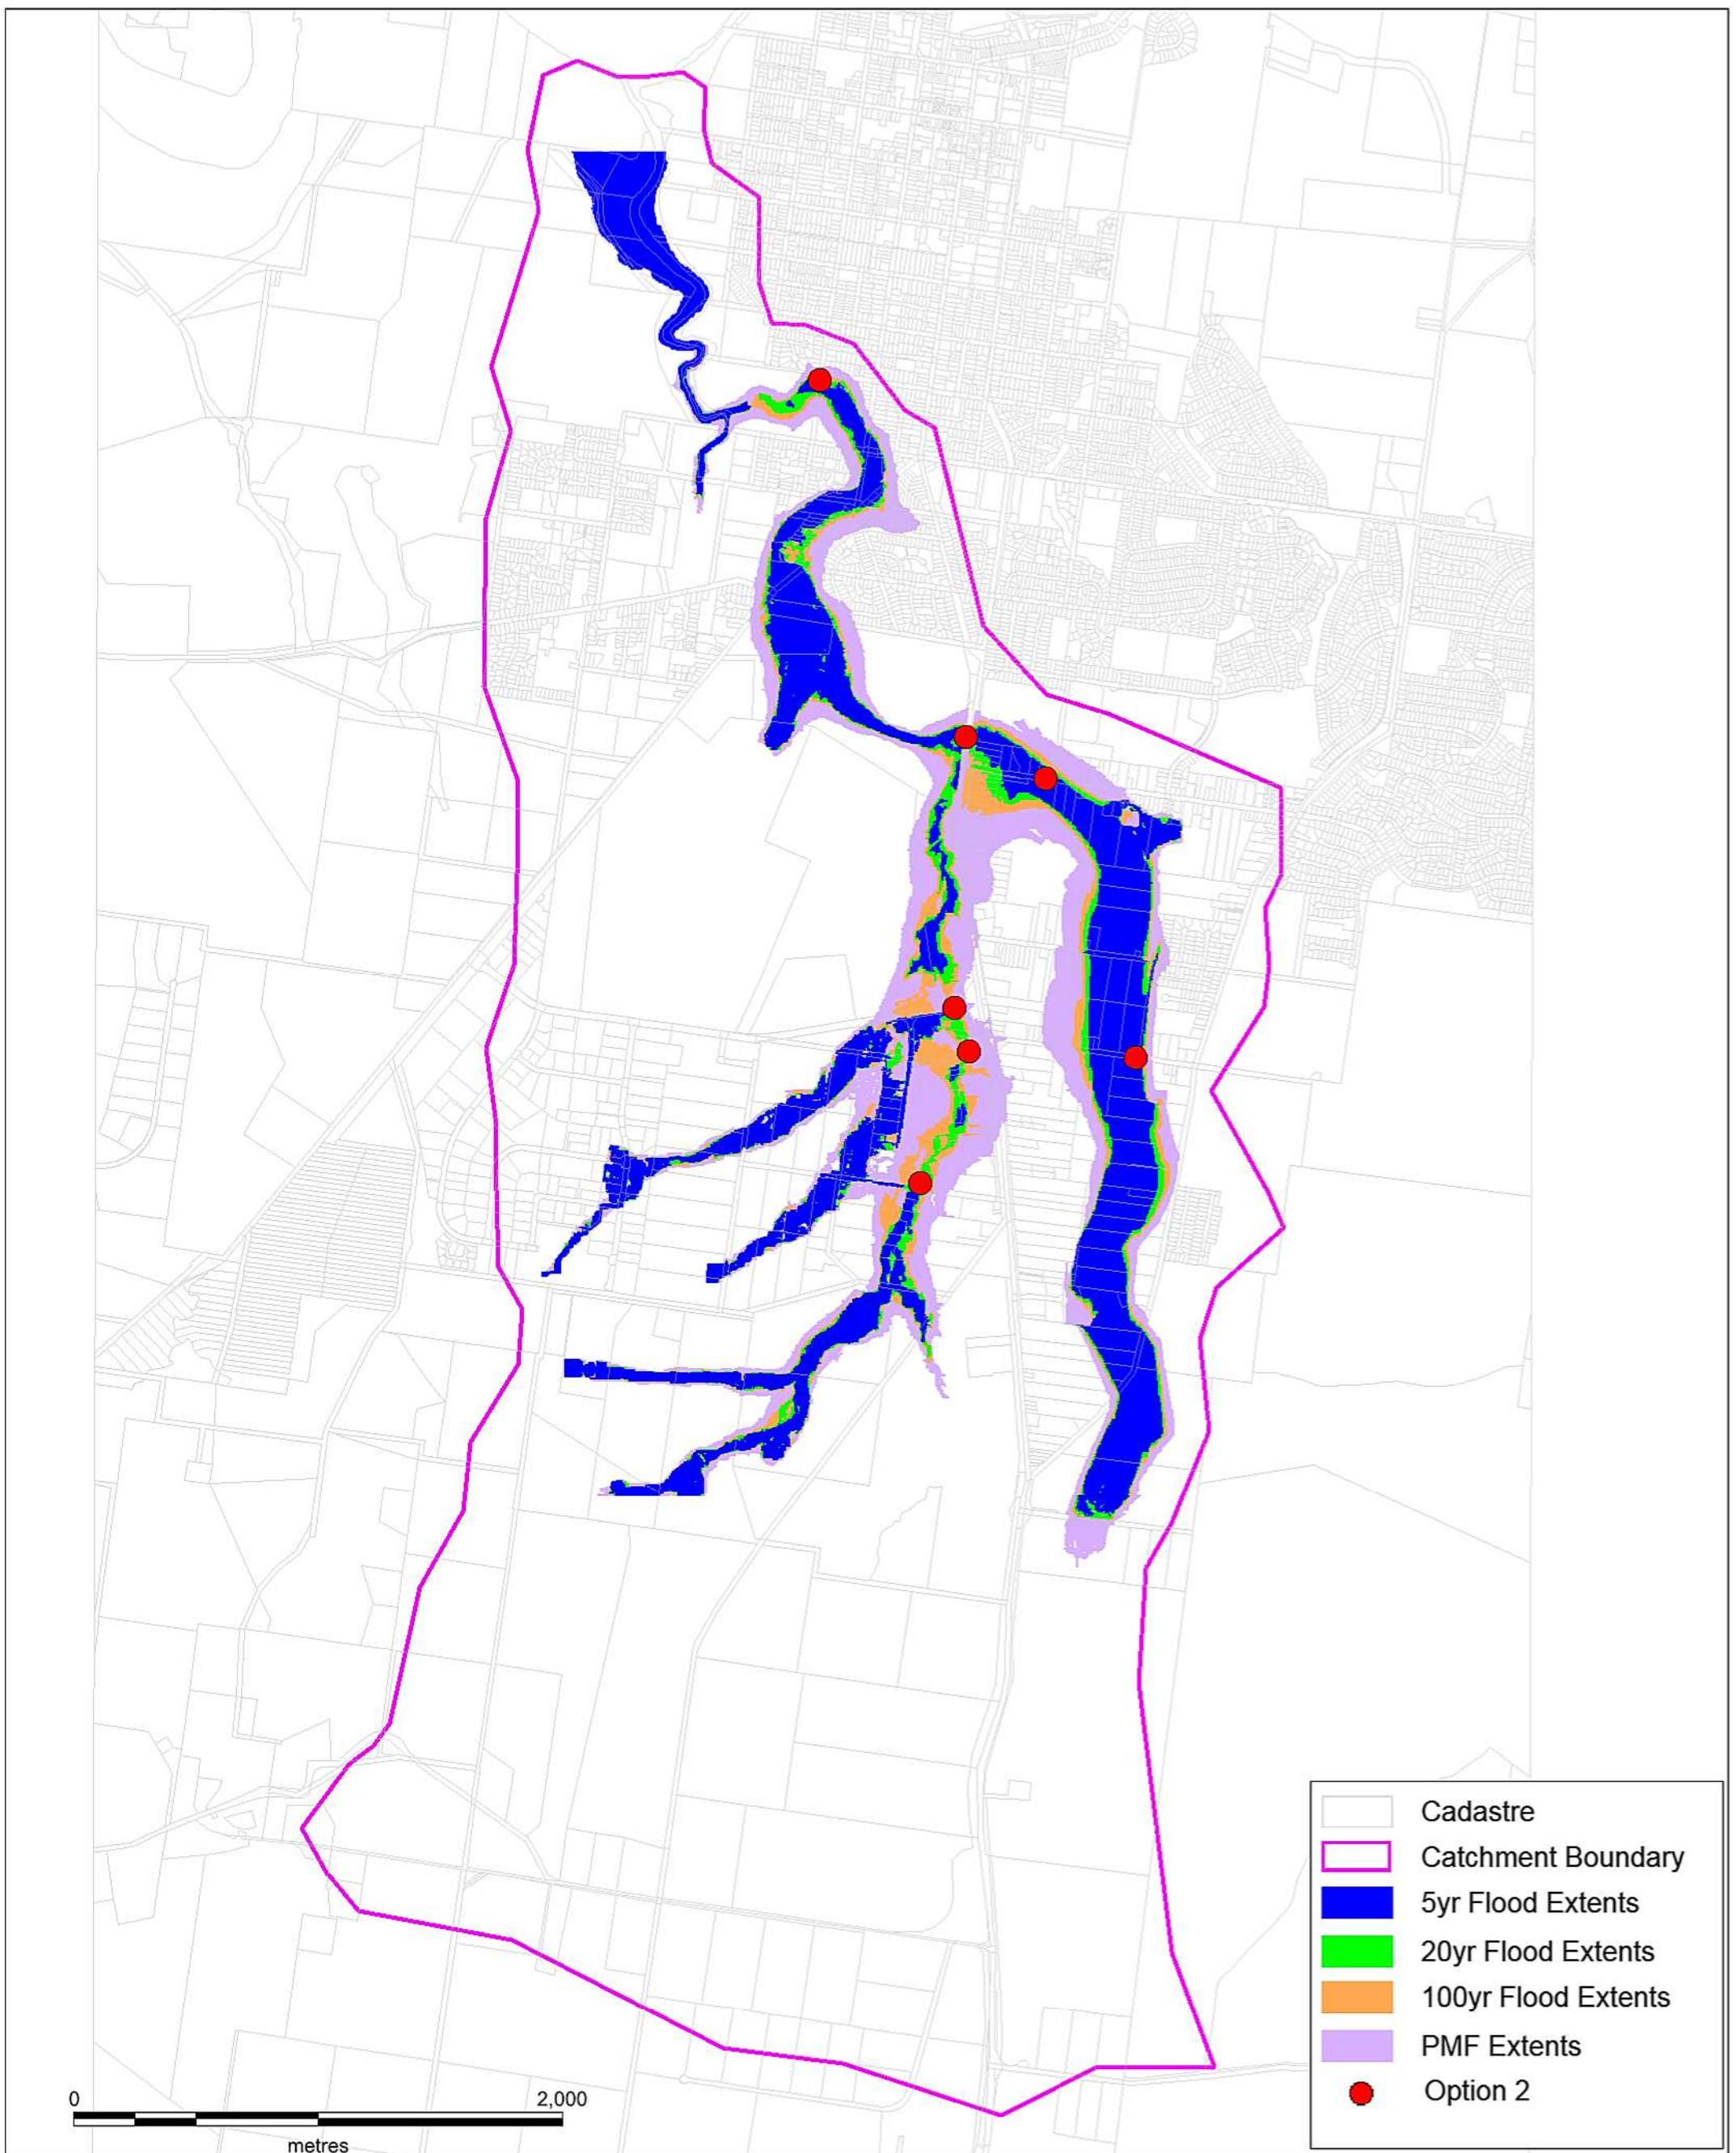 Cadastre
Catchment Boundary
5yr Flood Extents
20yr Flood Extents
100yr Flood Extents
PMF Extents
Option 2
0 2,000
metres